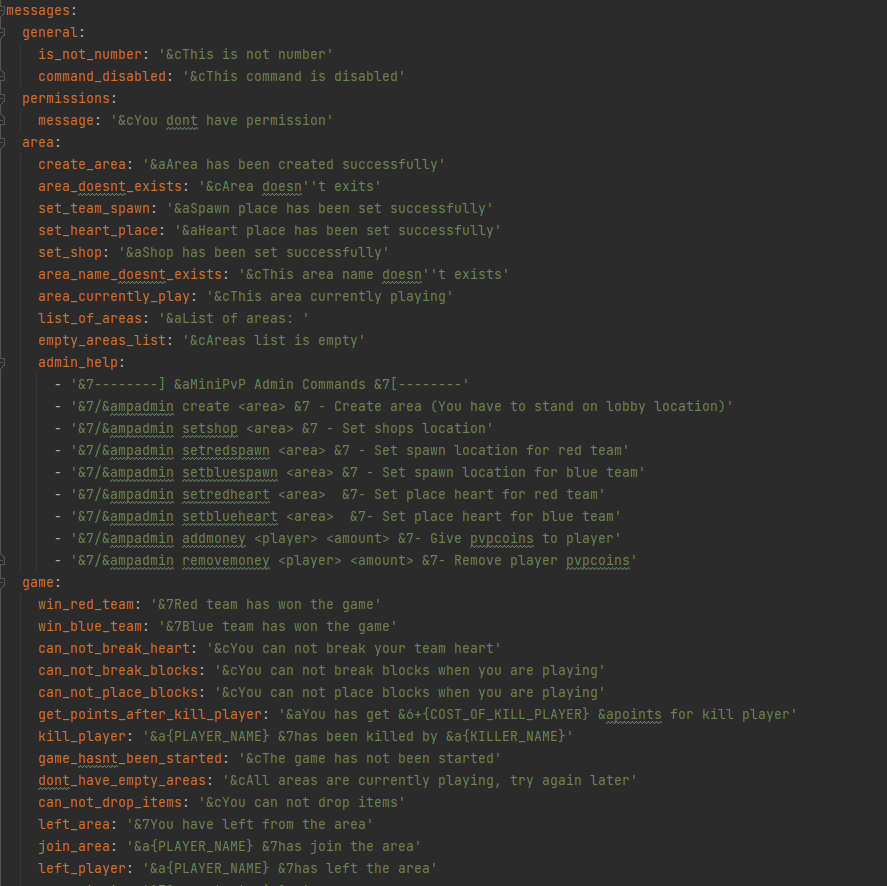 messages:
  general:
    is_not_number: '&cThis is not number'
    command_disabled: '&cThis command is disabled'
  permissions:
    message: '&cYou dont have permission'
  area:
    create_area: '&aArea has been created successfully'
    area_doesnt_exists: '&cArea doesn''t exits'
    set_team_spawn: '&aSpawn place has been set successfully'
    set_heart_place: '&aHeart place has been set successfully'
    set_shop: '&aShop has been set successfully'
    area_name_doesnt_exists: '&cThis area name doesn''t exists'
    area_currently_play: '&cThis area currently playing'
    list_of_areas: '&aList of areas: '
    empty_areas_list: '&cAreas list is empty'
    admin_help:
      - '&7--------] &aMiniPvP Admin Commands &7[--------'
      - '&7/&ampadmin create <area> &7 - Create area (You have to stand on lobby location)'
      - '&7/&ampadmin setshop <area> &7 - Set shops location'
      - '&7/&ampadmin setredspawn <area> &7 - Set spawn location for red team'
      - '&7/&ampadmin setbluespawn <area> &7 - Set spawn location for blue team'
      - '&7/&ampadmin setredheart <area>  &7- Set place heart for red team'
      - '&7/&ampadmin setblueheart <area>  &7- Set place heart for blue team'
      - '&7/&ampadmin addmoney <player> <amount> &7- Give pvpcoins to player'
      - '&7/&ampadmin removemoney <player> <amount> &7- Remove player pvpcoins'
  game:
    win_red_team: '&7Red team has won the game'
    win_blue_team: '&7Blue team has won the game'
    can_not_break_heart: '&cYou can not break your team heart'
    can_not_break_blocks: '&cYou can not break blocks when you are playing'
    can_not_place_blocks: '&cYou can not place blocks when you are playing'
    get_points_after_kill_player: '&aYou has get &6+{COST_OF_KILL_PLAYER} &apoints for kill player'
    kill_player: '&a{PLAYER_NAME} &7has been killed by &a{KILLER_NAME}'
    game_hasnt_been_started: '&cThe game has not been started'
    dont_have_empty_areas: '&cAll areas are currently playing, try again later'
    can_not_drop_items: '&cYou can not drop items'
    left_area: '&7You have left from the area'
    join_area: '&a{PLAYER_NAME} &7has join the area'
    left_player: '&a{PLAYER_NAME} &7has left the area'